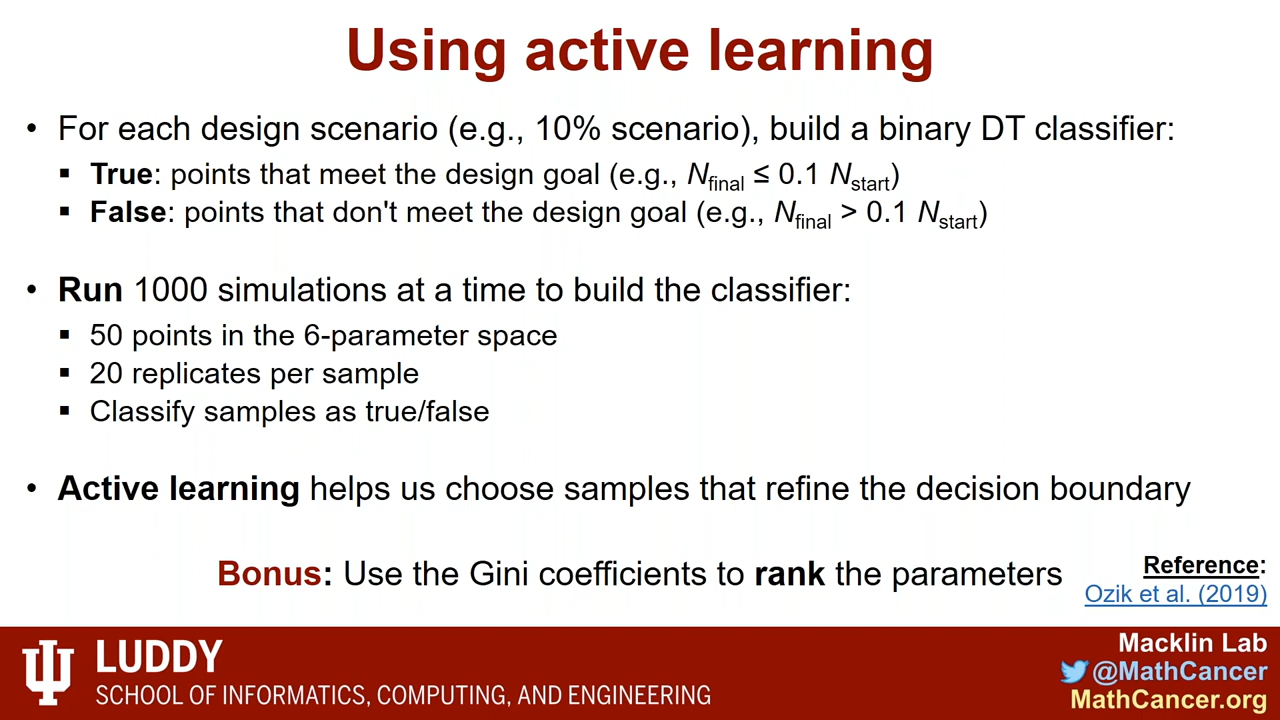 Using active learning
• For each design scenario (e.g., 10% scenario), build a binary DT classifier:
▪ True: points that meet the design goal (e.g., Nfinal ≤ 0.1 Nstart)
▪ False: points that don't meet the design goal (e.g., Nfinal > 0.1 Nstart)
• Run 1000 simulations at a time to build the classifier:
▪ 50 points in the 6-parameter space
▪ 20 replicates per sample
▪ Classify samples as true/false
• Active learning helps us choose samples that refine the decision boundary
Bonus: Use the Gini coefficients to rank the parameters
Reference:
Ozik et al. (2019)
LUDDY
SCHOOL OF INFORMATICS, COMPUTING, AND ENGINEERING
Macklin Lab
@MathCancer
MathCancer.org